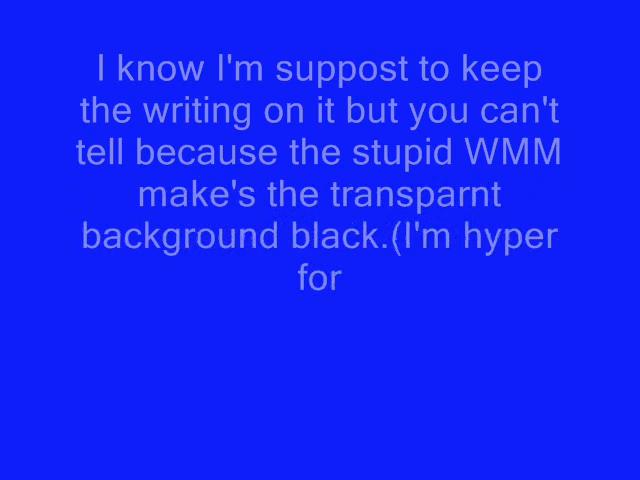 I know I'm suppost to keep
the writing on it but you can't
tell because the stupid WMM
make's the transparnt
background black.(I'm hyper
for